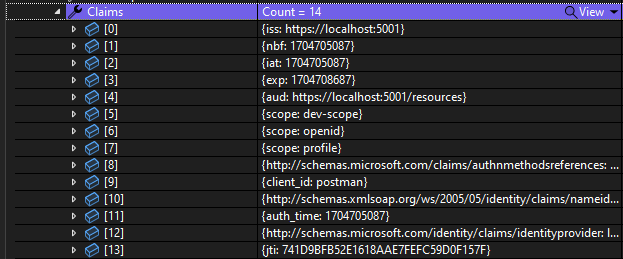 Claims Count = 14 View
[0] {iss: https://localhost:5001}
[1] {nbf: 1704705087}
[2] {iat: 1704705087}
[3] {exp: 1704708687}
[4] {aud: https://localhost:5001/resources}
[5] {scope: dev-scope}
[6] {scope: openid}
[7] {scope: profile}
[8] {http://schemas.microsoft.com/claims/authnmethodsreferences: ...
[9] {client_id: postman}
[10] {http://schemas.xmlsoap.org/ws/2005/05/identity/claims/nameid...
[11] {auth_time: 1704705087}
[12] {http://schemas.microsoft.com/identity/claims/identityprovider: l...
[13] {jti: 741D9BFB52E1618AAE7FEFC59D0F157F}